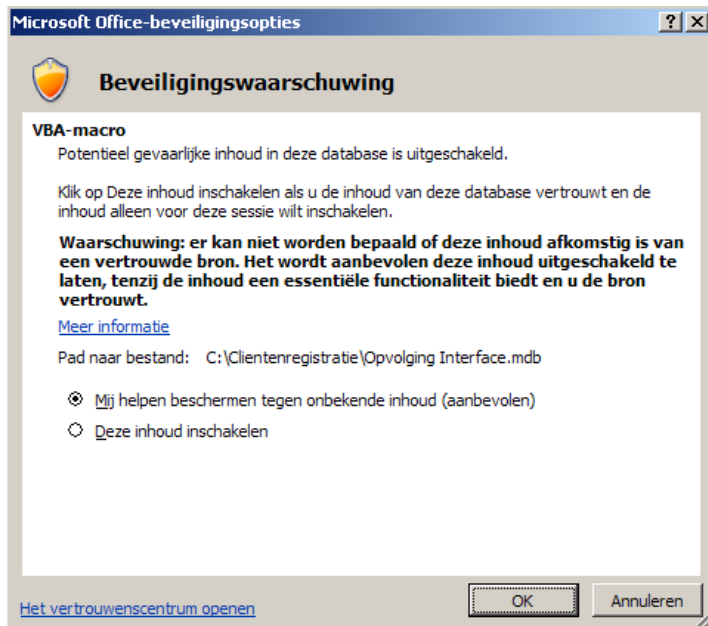 Microsoft Office-beveiligingsopties
Beveiligingswaarschuwing
VBA-macro
Potentieel gevaarlijke inhoud in deze database is uitgeschakeld.
Klik op Deze inhoud inschakelen als u de inhoud van deze database vertrouwt en de
inhoud alleen voor deze sessie wilt inschakelen.
Waarschuwing: er kan niet worden bepaald of deze inhoud afkomstig is van
een vertrouwde bron. Het wordt aanbevolen deze inhoud uitgeschakeld te
laten, tenzij de inhoud een essentiële functionaliteit biedt en u de bron
vertrouwt.
Meer informatie
Pad naar bestand: C:\Clientenregistratie\Opvolging Interface.mdb
Mij helpen beschermen tegen onbekende inhoud (aanbevolen)
Deze inhoud inschakelen
Het vertrouwenscentrum openen
OK
Annuleren